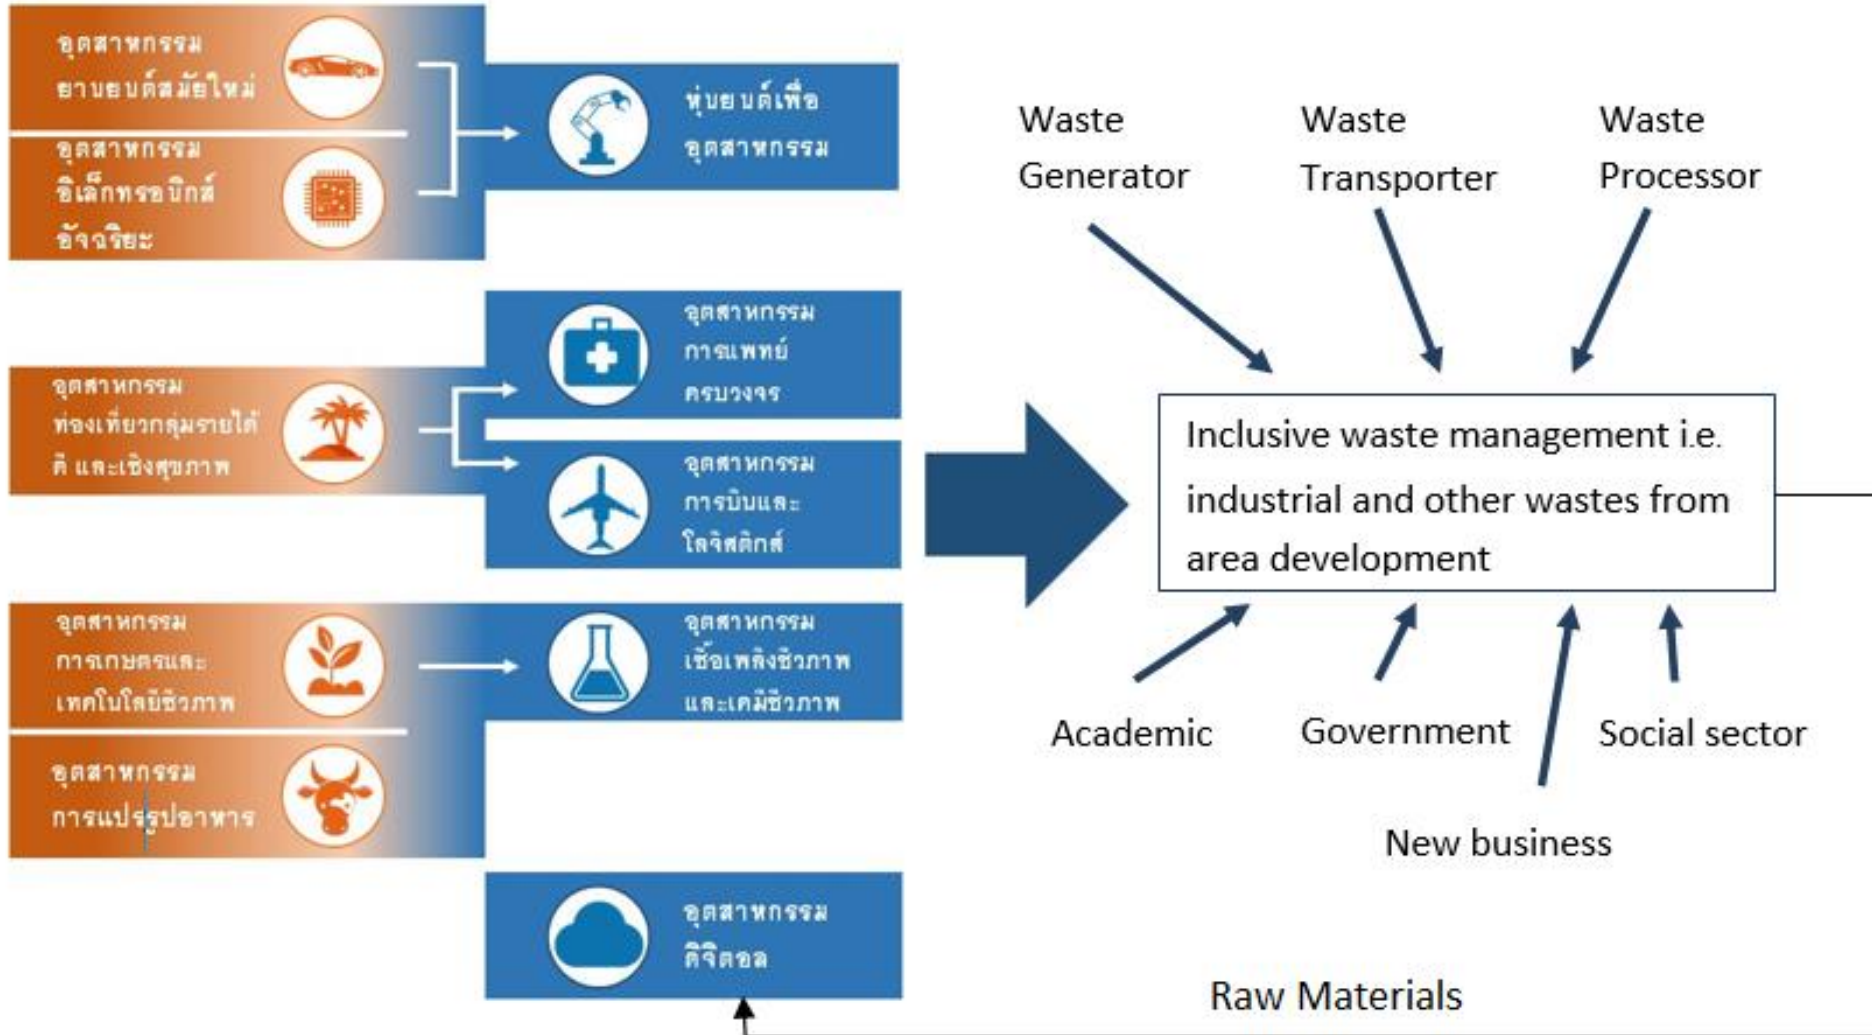 อุตสาหกรรม
ยานยนต์สมัยใหม่
อุตสาหกรรม
อิเล็กทรอนิกส์
อัจฉริยะ
หุ่นยนต์เพื่อ
อุตสาหกรรม
อุตสาหกรรม
ท่องเที่ยวกลุ่มรายได้
ดี และเชิงสุขภาพ
อุตสาหกรรม
การแพทย์
ครบวงจร
อุตสาหกรรม
การบินและ
โลจิสติกส์
อุตสาหกรรม
การเกษตรและ
เทคโนโลยีชีวภาพ
อุตสาหกรรม
การแปรรูปอาหาร
อุตสาหกรรม
เชื้อเพลิงชีวภาพ
และเคมีชีวภาพ
อุตสาหกรรม
ดิจิตอล
Waste
Generator
Waste
Transporter
Waste
Processor
Inclusive waste management i.e.
industrial and other wastes from
area development
Academic
Government
Social sector
New business
Raw Materials